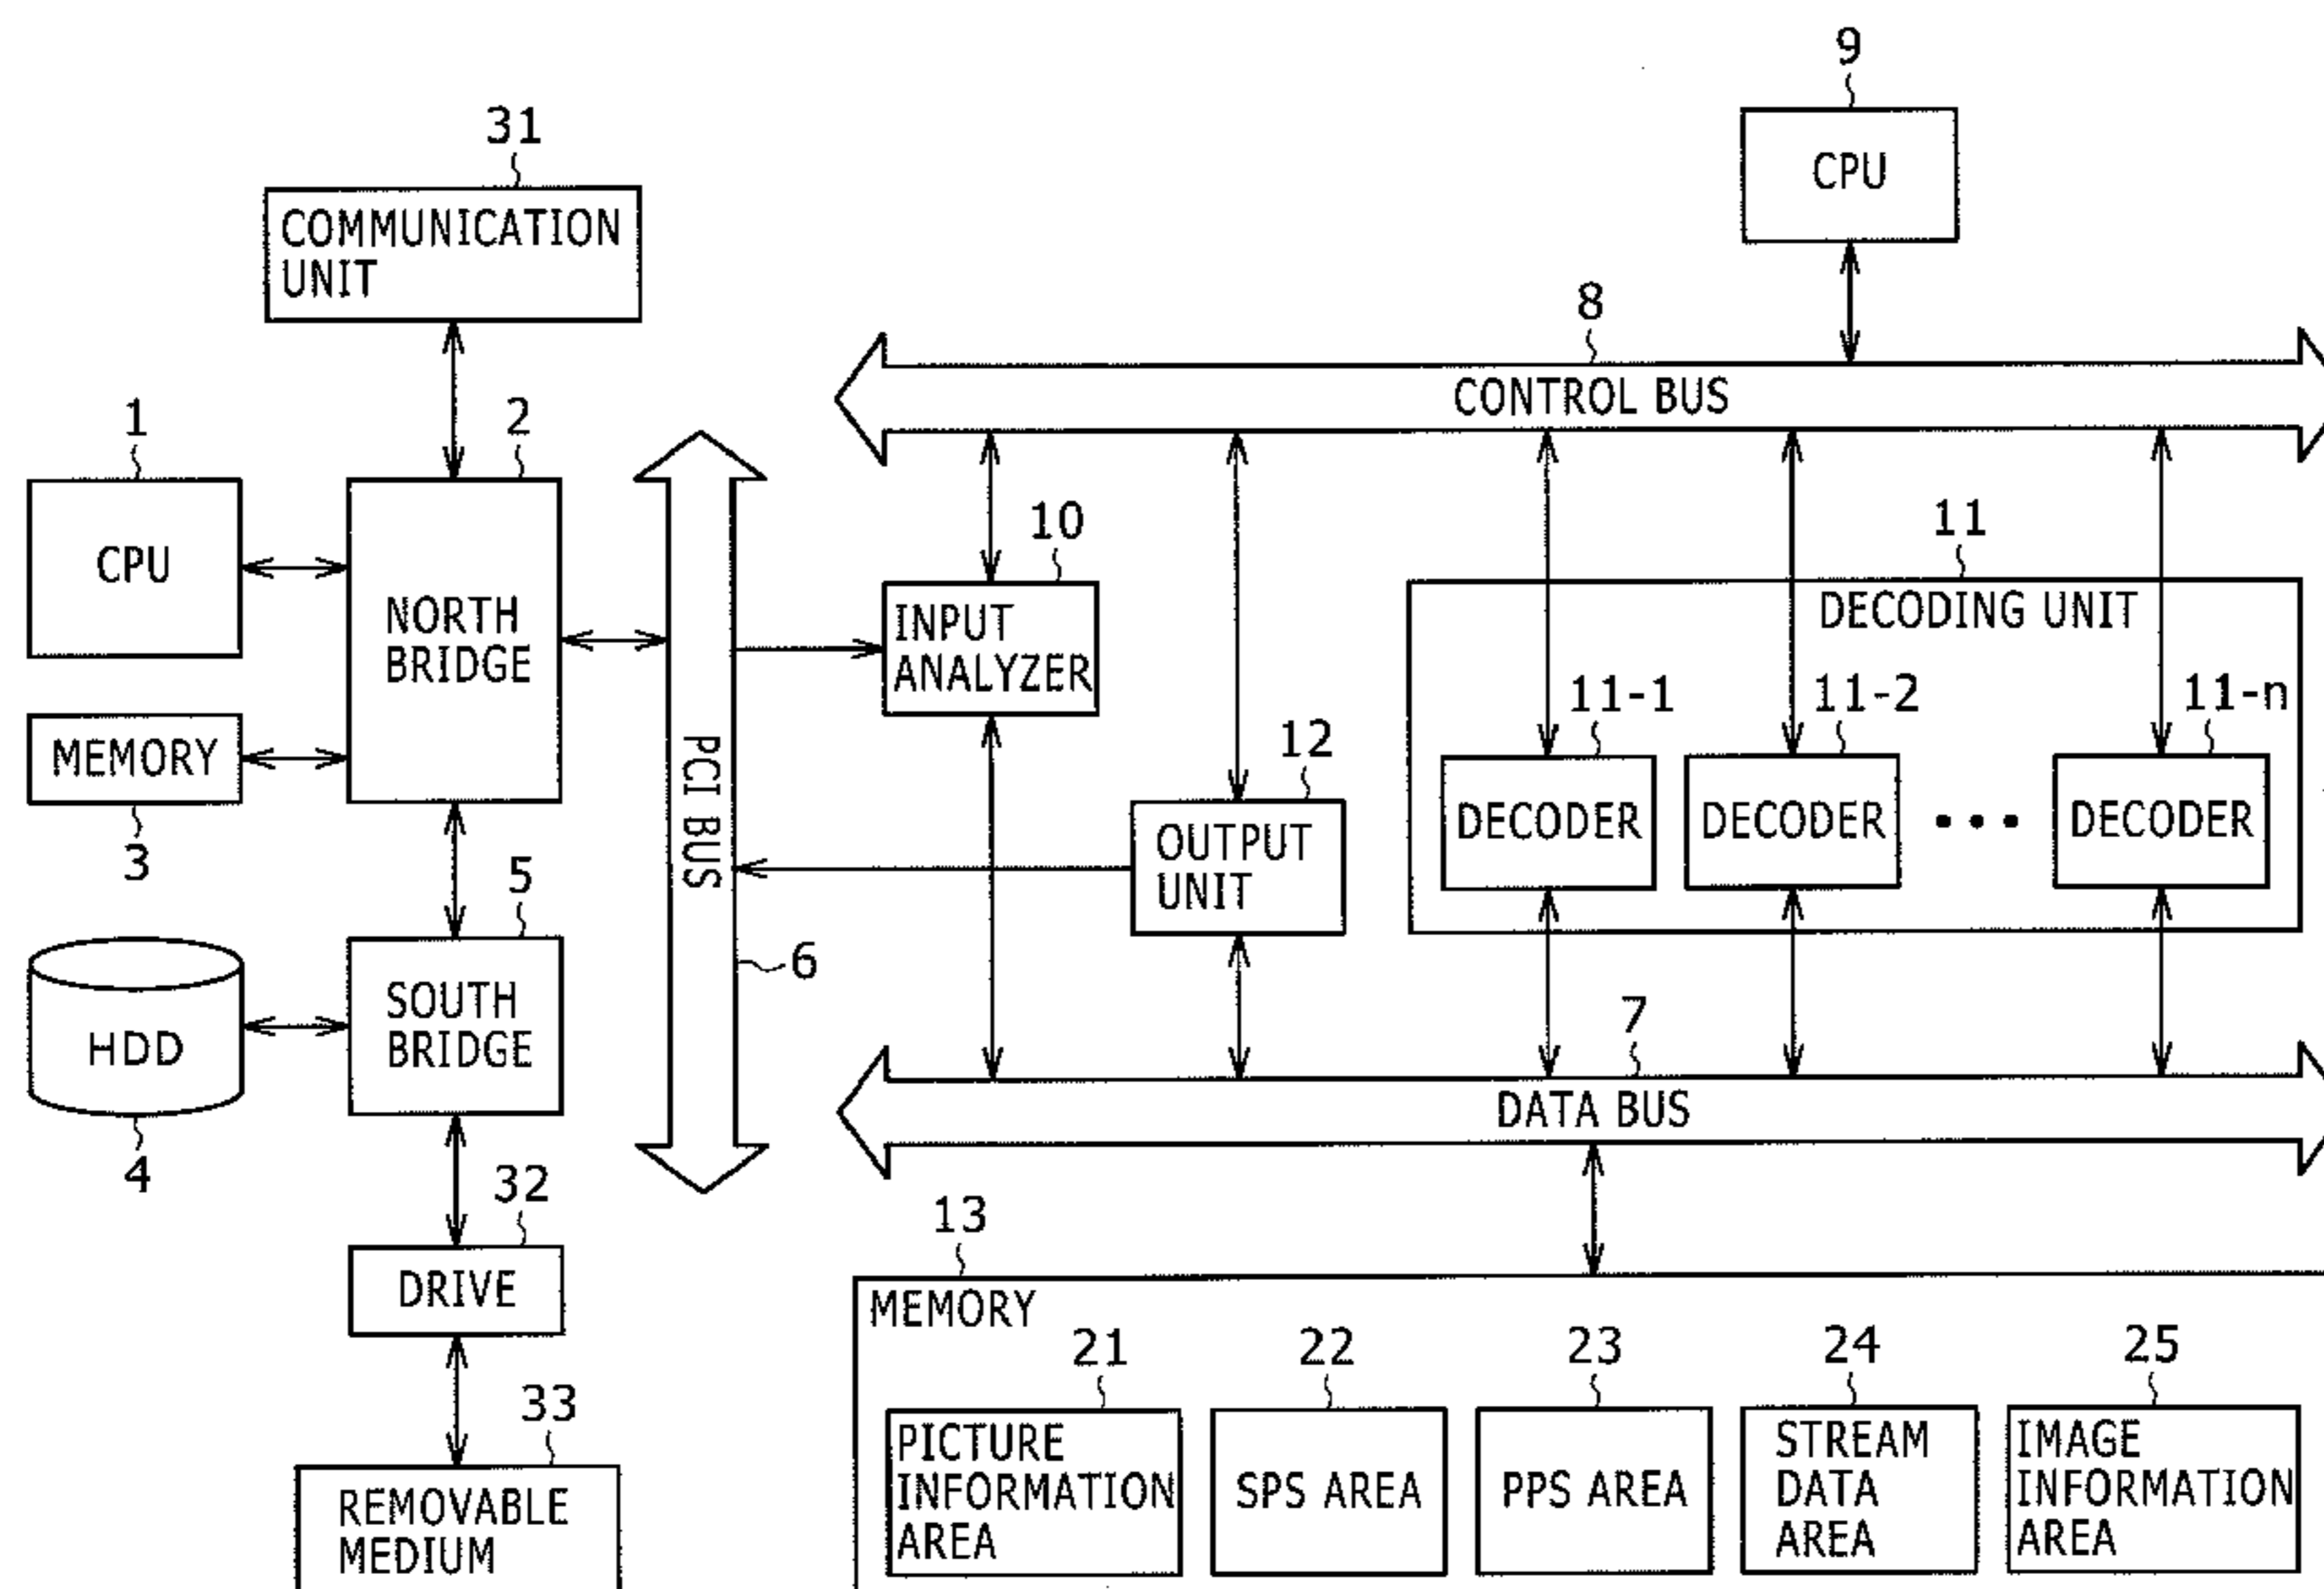 9
CPU
31
COMMUNICATION
UNIT
8
CONTROL BUS
1
CPU
2
NORTH
BRIDGE
10
INPUT
ANALYZER
11
DECODING UNIT
11-1
DECODER
11-2
DECODER
• • •
11-n
DECODER
MEMORY
3
PCI BUS
6
12
OUTPUT
UNIT
5
SOUTH
BRIDGE
HDD
4
7
DATA BUS
32
DRIVE
33
REMOVABLE
MEDIUM
13
MEMORY
21
PICTURE
INFORMATION
AREA
22
SPS AREA
23
PPS AREA
24
STREAM
DATA
AREA
25
IMAGE
INFORMATION
AREA